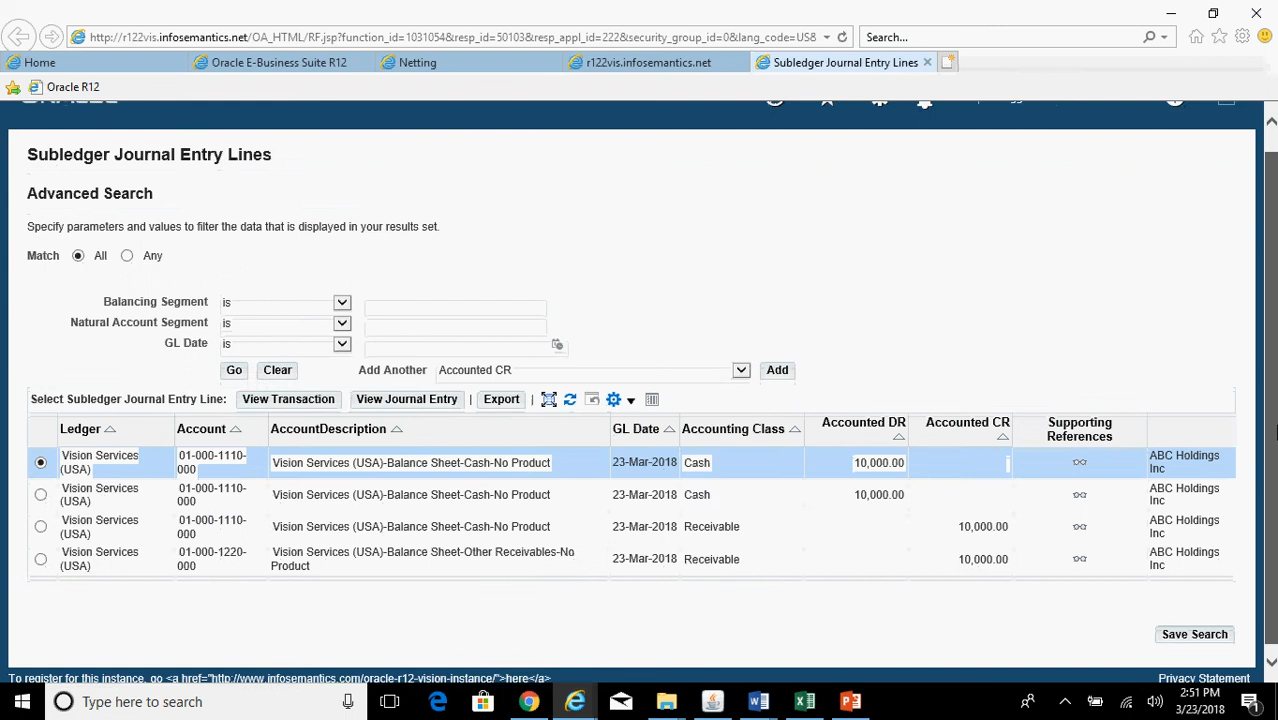 http://r122vis.infosemantics.net/OA_HTML/RF.jsp?function_id=1031054&resp_id=50103&resp_appl_id=222&security_group_id=0&lang_code=US8
Search...
Home
Oracle E-Business Suite R12
Netting
r122vis.infosemantics.net
Subledger Journal Entry Lines
Oracle R12
Subledger Journal Entry Lines
Advanced Search
Specify parameters and values to filter the data that is displayed in your results set.
Match All Any
Balancing Segment is
Natural Account Segment is
GL Date is
Go Clear Add Another Accounted CR Add
Select Subledger Journal Entry Line: View Transaction View Journal Entry | Export |
Ledger Account AccountDescription GL Date Accounting Class Accounted DR Accounted CR Supporting References
Vision Services (USA) 01-000-1110-000 Vision Services (USA)-Balance Sheet-Cash-No Product 23-Mar-2018 Cash 10,000.00 ABC Holdings Inc
Vision Services (USA) 01-000-1110-000 Vision Services (USA)-Balance Sheet-Cash-No Product 23-Mar-2018 Cash 10,000.00 ABC Holdings Inc
Vision Services (USA) 01-000-1110-000 Vision Services (USA)-Balance Sheet-Cash-No Product 23-Mar-2018 Receivable 10,000.00 ABC Holdings Inc
Vision Services (USA) 01-000-1220-000 Vision Services (USA)-Balance Sheet-Other Receivables-No Product 23-Mar-2018 Receivable 10,000.00 ABC Holdings Inc
Save Search
To register for this instance, go <a href="http://www.infosemantics.com/oracle-r12-vision-instance/">here</a>
Privacy Statement
Type here to search
2:51 PM
3/23/2018